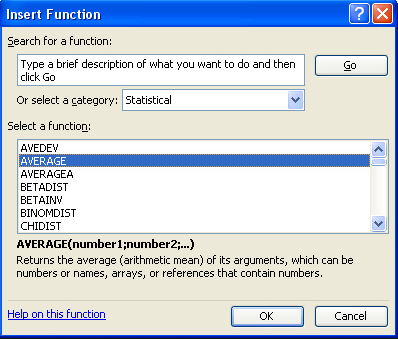 Insert Function
Search for a function:
Type a brief description of what you want to do and then
click Go
Go
Or select a category: Statistical
Select a function:
AVEDEV
AVERAGE
AVERAGEA
BETADIST
BETAINV
BINOMDIST
CHIDIST
AVERAGE(number1;number2;...)
Returns the average (arithmetic mean) of its arguments, which can be
numbers or names, arrays, or references that contain numbers.
Help on this function
OK
Cancel